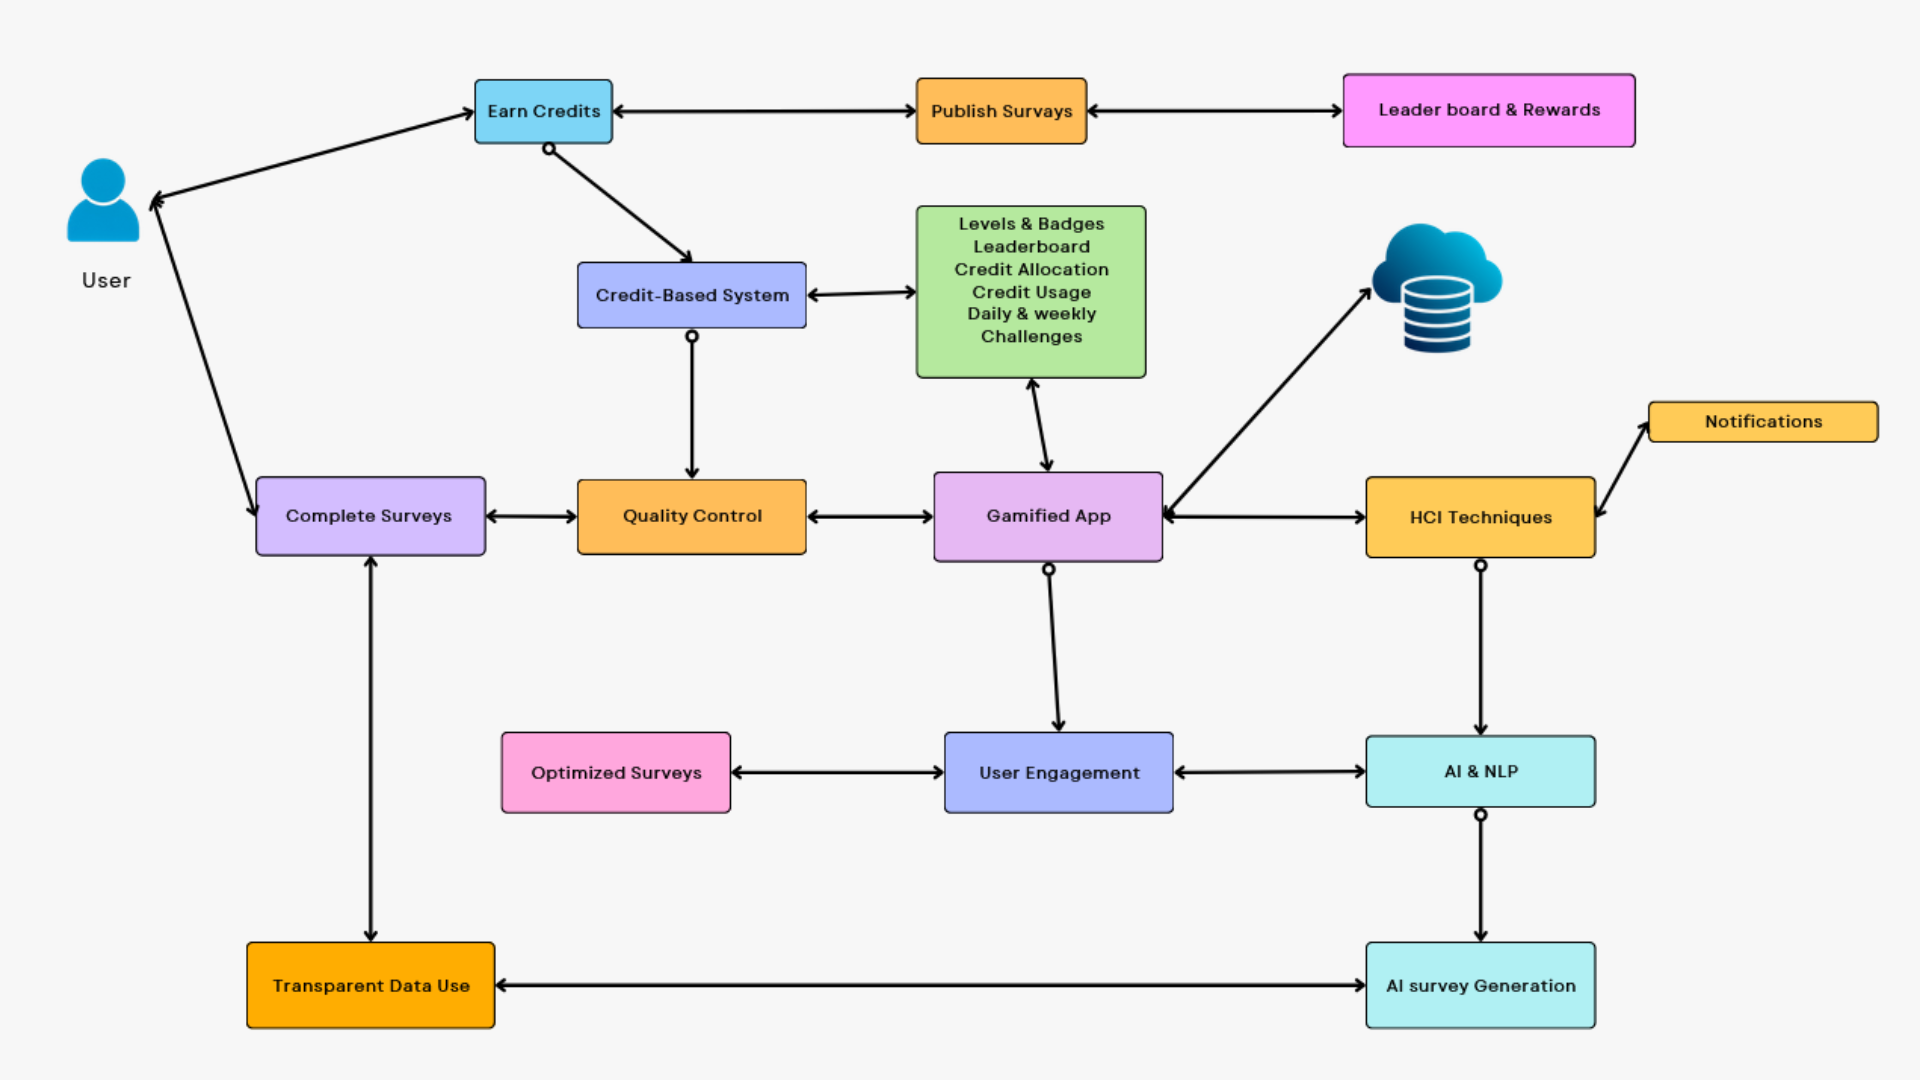 Earn Credits
Publish Survays
Leader board & Rewards
User
Levels & Badges
Leaderboard
Credit Allocation
Credit Usage
Daily & weekly
Challenges
Credit-Based System
Notifications
Complete Surveys
Quality Control
Gamified App
HCI Techniques
Optimized Surveys
User Engagement
AI & NLP
Transparent Data Use
AI survey Generation